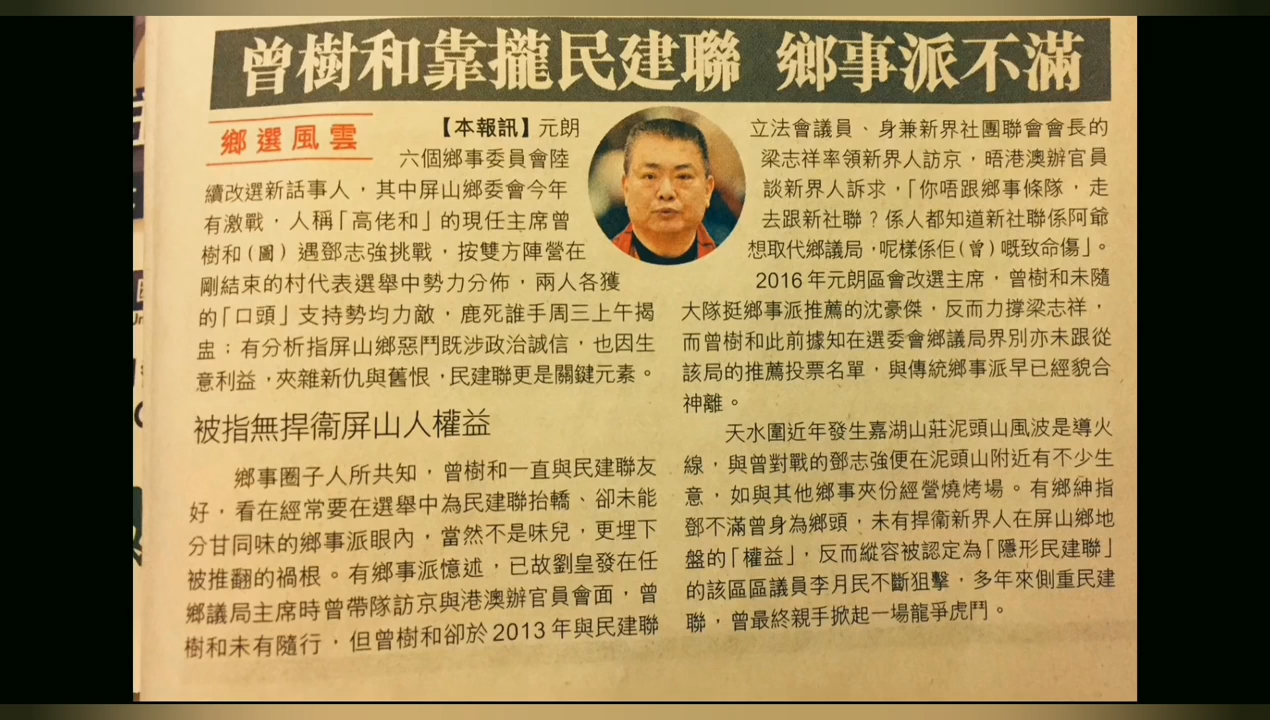 曾樹和靠攏民建聯 鄉事派不滿
鄉選風雲
【本報訊】元朗
六個鄉事委員會陸
續改選新話事人，其中屏山鄉委會今年
有激戰，人稱「高佬和」的現任主席曾
樹和(圖)遇鄧志強挑戰，按雙方陣營在
剛結束的村代表選舉中勢力分佈，兩人各獲
的「口頭」支持勢均力敵，鹿死誰手周三上午揭
盅；有分析指屏山鄉惡鬥既涉政治誠信，也因生
意利益，夾雜新仇與舊恨，民建聯更是關鍵元素。
被指無捍衞屏山人權益
鄉事圈子人所共知，曾樹和一直與民建聯友
好，看在經常要在選舉中為民建聯抬轎、卻未能
分甘同味的鄉事派眼內，當然不是味兒，更埋下
被推翻的禍根。有鄉事派憶述，已故劉皇發在任
鄉議局主席時曾帶隊訪京與港澳辦官員會面，曾
樹和未有隨行，但曾樹和卻於2013年與民建聯
立法會議員、身兼新界社團聯會會長的
梁志祥率領新界人訪京，晤港澳辦官員
談新界人訴求，「你唔跟鄉事條隊，走
去跟新社聯？係人都知道新社聯係阿爺
想取代鄉議局，呢樣係佢(曾)嘅致命傷」。
2016年元朗區會改選主席，曾樹和未隨
大隊挺鄉事派推薦的沈豪傑，反而力撐梁志祥，
而曾樹和此前據知在選委會鄉議局界別亦未跟從
該局的推薦投票名單，與傳統鄉事派早已經貌合
神離。
天水圍近年發生嘉湖山莊泥頭山風波是導火
線，與曾對戰的鄧志強便在泥頭山附近有不少生
意，如與其他鄉事夾份經營燒烤場。有鄉紳指
鄧不滿曾身為鄉頭，未有捍衞新界人在屏山鄉地
盤的「權益」，反而縱容被認定為「隱形民建聯」
的該區區議員李月民不斷狙擊，多年來側重民建
聯，曾最終親手掀起一場龍爭虎鬥。